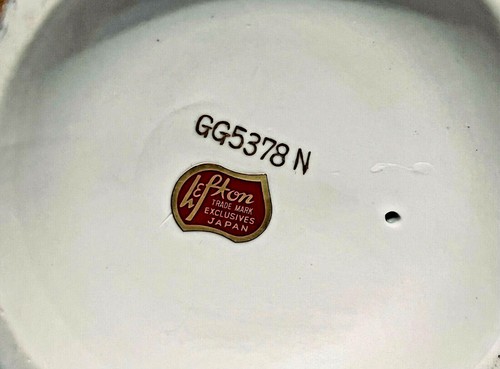 GG5378 N
Lefton
TRADE MARK
EXCLUSIVES
JAPAN